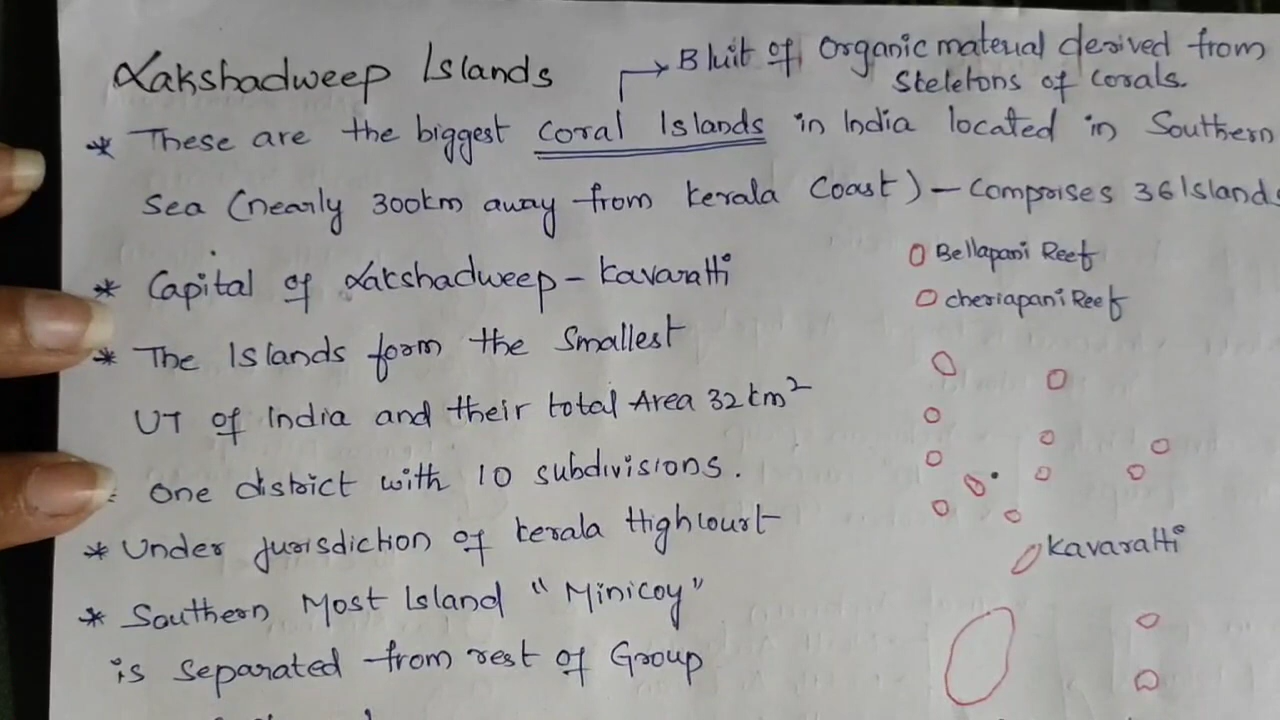 Lakshadweep Islands
Bluit of Organic material derived from
Skeletons of Corals.
* These are the biggest Coral Islands in India located in Southern
Sea (nearly 300km away from Kerala Coast) – Comprises 36 Islands
* Capital of Lakshadweep – Kavaratti
Bellapani Reef
Cheriapani Reef
* The Islands form the Smallest
UT of India and their total Area 32 km²
One district with 10 subdivisions.
* Under jurisdiction of Kerala Highcourt
Kavaratti
* Southern Most Island "Minicoy"
is separated from rest of Group